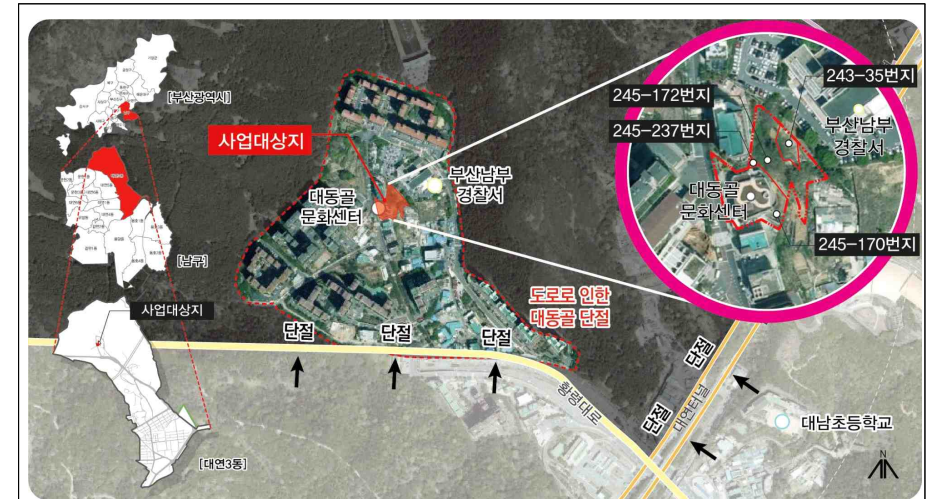 [부산광역시]
[남구]
사업대상지
[대연3동]
사업대상지
대동골
문화센터
부산남부
경찰서
도로로 인한
대동골 단절
단절
단절
단절
황령대로
단절
단절
대연터널
대남초등학교
N
245-172번지
245-237번지
243-35번지
부산남부
경찰서
대동골
문화센터
245-170번지